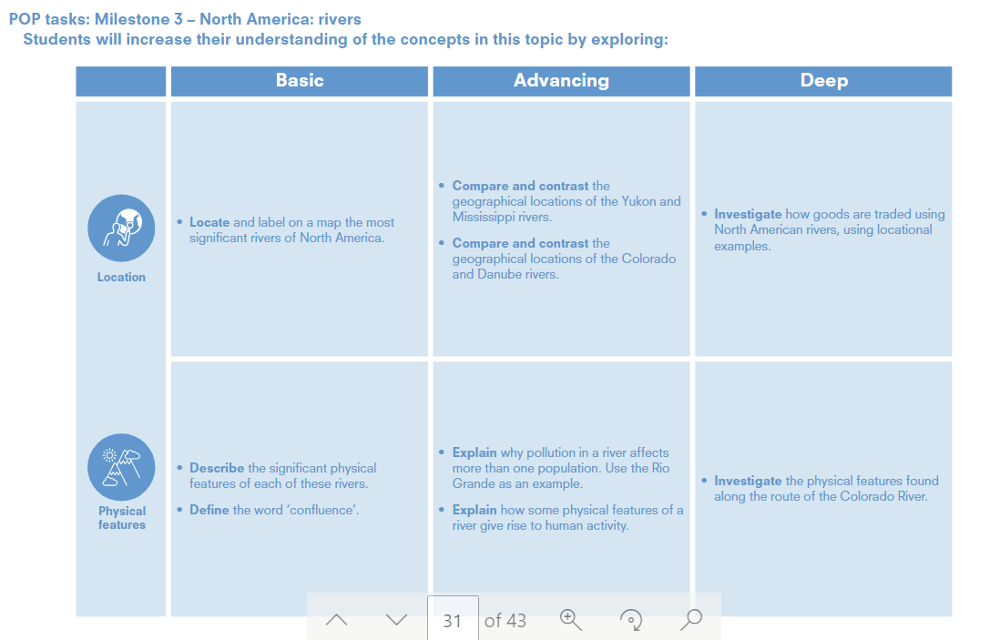 POP tasks: Milestone 3 – North America: rivers
Students will increase their understanding of the concepts in this topic by exploring:
Basic
Advancing
Deep
Location
• Locate and label on a map the most
significant rivers of North America.
• Compare and contrast the
geographical locations of the Yukon and
Mississippi rivers.
• Compare and contrast the
geographical locations of the Colorado
and Danube rivers.
• Investigate how goods are traded using
North American rivers, using locational
examples.
Physical
features
• Describe the significant physical
features of each of these rivers.
• Define the word ‘confluence’.
• Explain why pollution in a river affects
more than one population. Use the Rio
Grande as an example.
• Explain how some physical features of a
river give rise to human activity.
• Investigate the physical features found
along the route of the Colorado River.
31 of 43